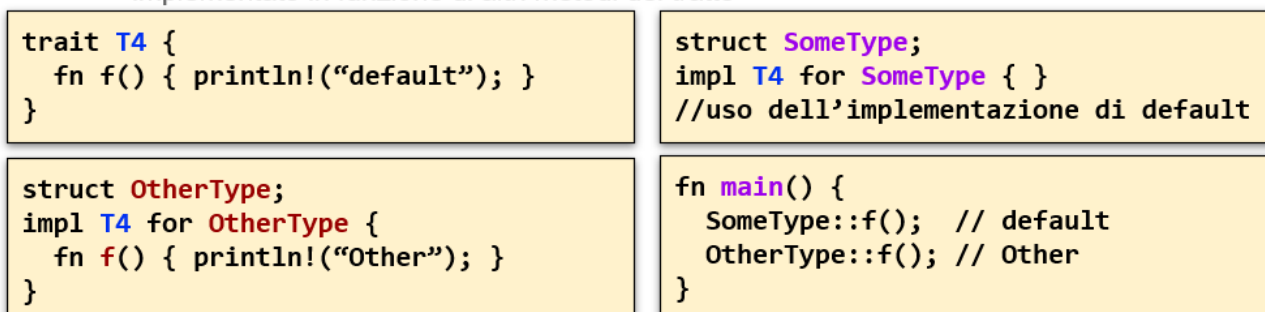 trait T4 {
  fn f() { println!(“default”); }
}
struct SomeType;
impl T4 for SomeType { }
//uso dell’implementazione di default
struct OtherType;
impl T4 for OtherType {
  fn f() { println!(“Other”); }
}
fn main() {
  SomeType::f();  // default
  OtherType::f(); // Other
}